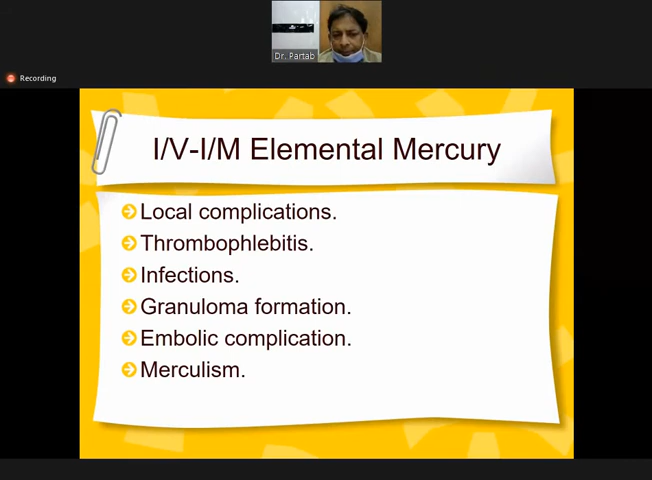 Dr. Partab
Recording
I/V-I/M Elemental Mercury
Local complications.
Thrombophlebitis.
Infections.
Granuloma formation.
Embolic complication.
Merculism.